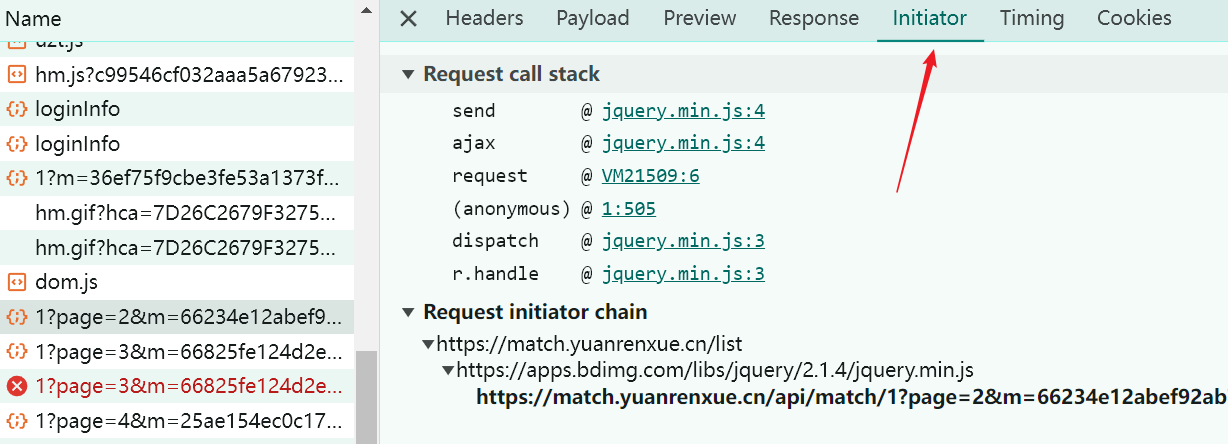 Name
dzt.js
hm.js?c99546cf032aaa5a67923...
loginInfo
loginInfo
1?m=36ef75f9cbe3fe53a1373f...
hm.gif?hca=7D26C2679F3275...
hm.gif?hca=7D26C2679F3275...
dom.js
1?page=2&m=66234e12abef9...
1?page=3&m=66825fe124d2e...
1?page=3&m=66825fe124d2e...
1?page=4&m=25ae154ec0c17...
Headers Payload Preview Response Initiator Timing Cookies
Request call stack
send @ jquery.min.js:4
ajax @ jquery.min.js:4
request @ VM21509:6
(anonymous) @ 1:505
dispatch @ jquery.min.js:3
r.handle @ jquery.min.js:3
Request initiator chain
https://match.yuanrenxue.cn/list
https://apps.bdimg.com/libs/jquery/2.1.4/jquery.min.js
https://match.yuanrenxue.cn/api/match/1?page=2&m=66234e12abef92ab